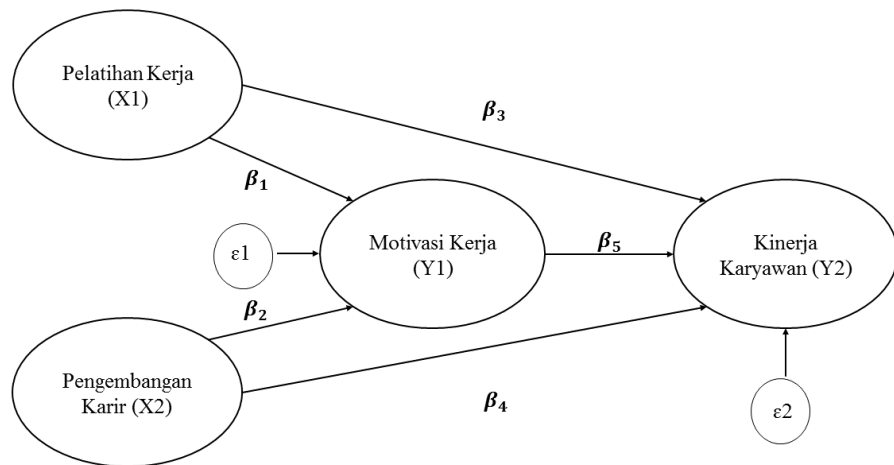 Pelatihan Kerja
(X1)
β3
β1
ε1
Motivasi Kerja
(Y1)
β5
Kinerja
Karyawan (Y2)
β2
Pengembangan
Karir (X2)
β4
ε2